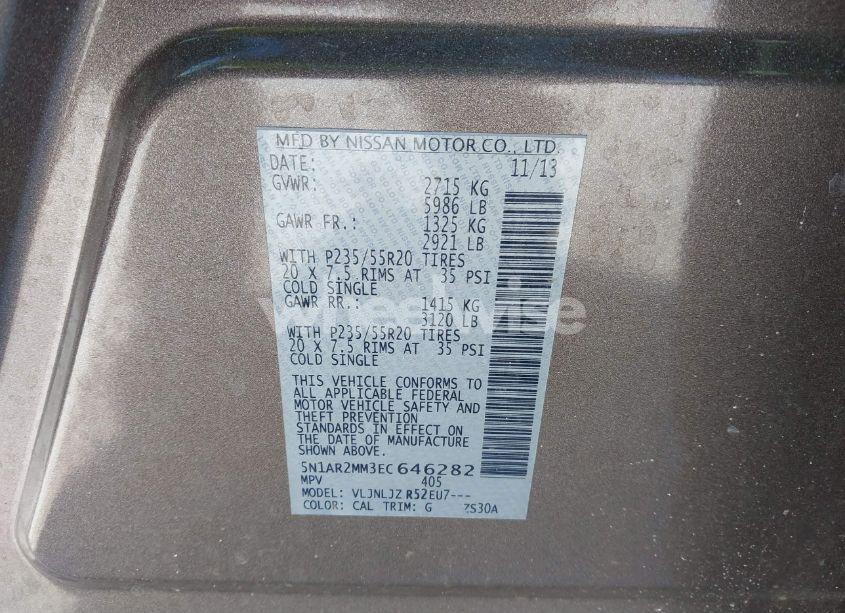 MFD BY NISSAN MOTOR CO., LTD.
DATE: 11/13
GVWR: 2715 KG
5986 LB
GAWR FR.: 1325 KG
2921 LB
WITH P235/55R20 TIRES
20 X 7.5 RIMS AT 35 PSI
COLD SINGLE
GAWR RR.: 1415 KG
3120 LB
WITH P235/55R20 TIRES
20 X 7.5 RIMS AT 35 PSI
COLD SINGLE
wheelwise
THIS VEHICLE CONFORMS TO
ALL APPLICABLE FEDERAL
MOTOR VEHICLE SAFETY AND
THEFT PREVENTION
STANDARDS IN EFFECT ON
THE DATE OF MANUFACTURE
SHOWN ABOVE.
5N1AR2MM3EC646282
MPV 405
MODEL: VLJNLJZ R52EU7---
COLOR: CAL TRIM: G ZS30A